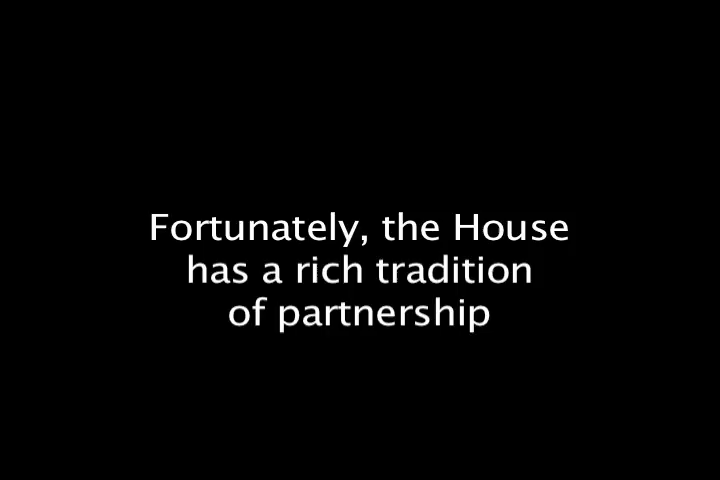 Fortunately, the House
has a rich tradition
of partnership